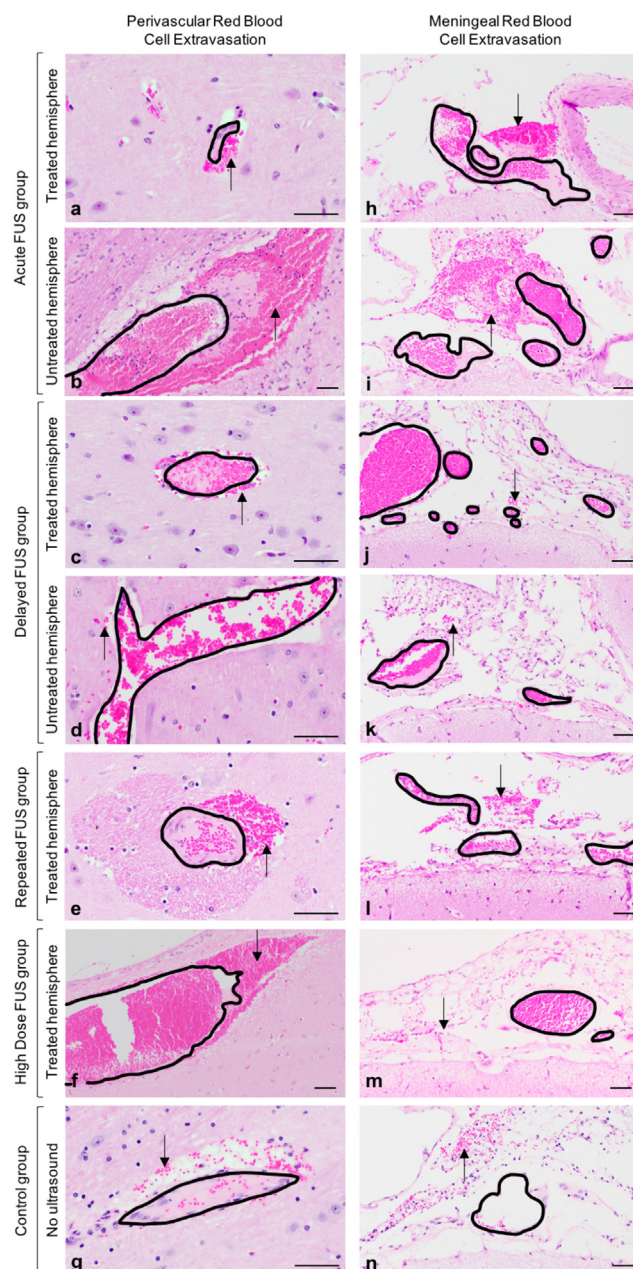 Perivascular Red Blood
Cell Extravasation
Meningeal Red Blood
Cell Extravasation
Acute FUS group
Treated hemisphere
a
h
Untreated hemisphere
b
i
Delayed FUS group
Treated hemisphere
c
j
Untreated hemisphere
d
k
Repeated FUS group
Treated hemisphere
e
l
High Dose FUS group
Treated hemisphere
f
m
Control group
No ultrasound
g
n